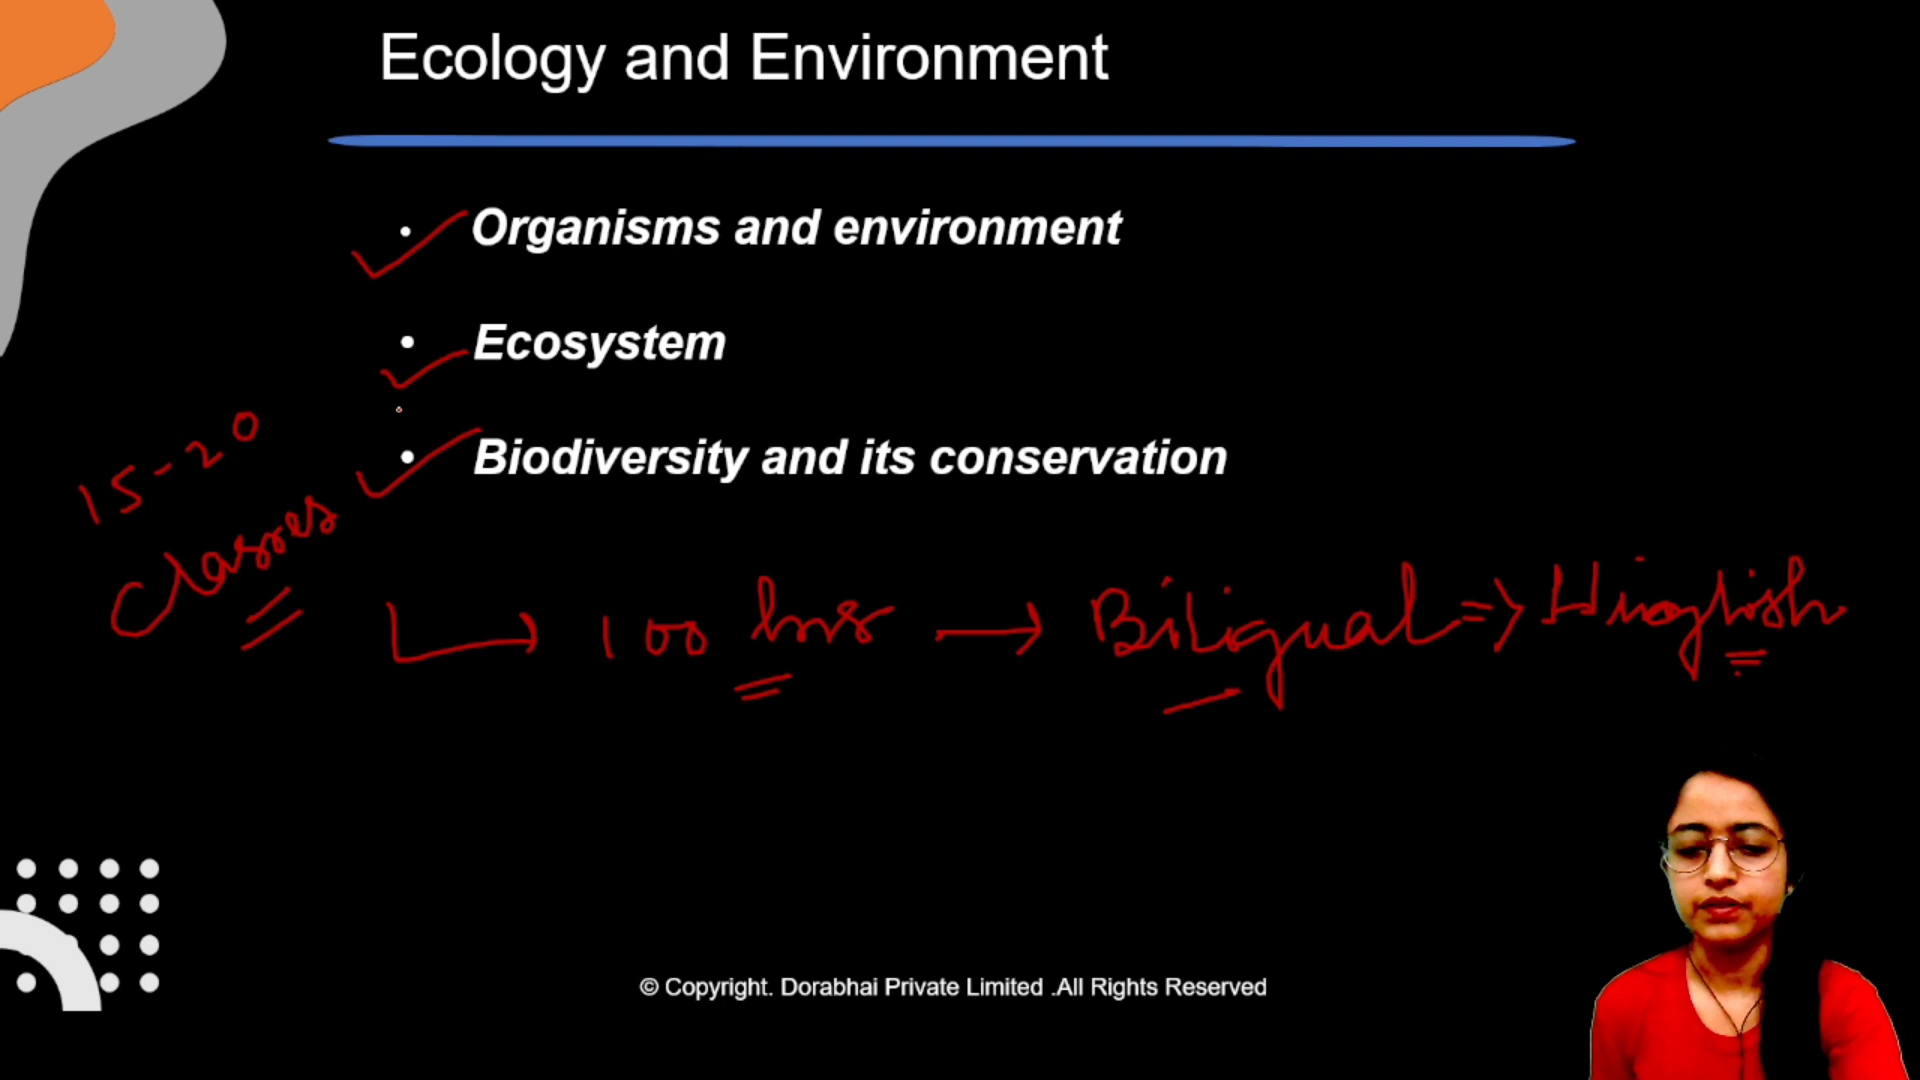 Ecology and Environment
• Organisms and environment
• Ecosystem
• Biodiversity and its conservation
15-20
Classes
100 hrs → Biligual => Hinglish
© Copyright. Dorabhai Private Limited .All Rights Reserved